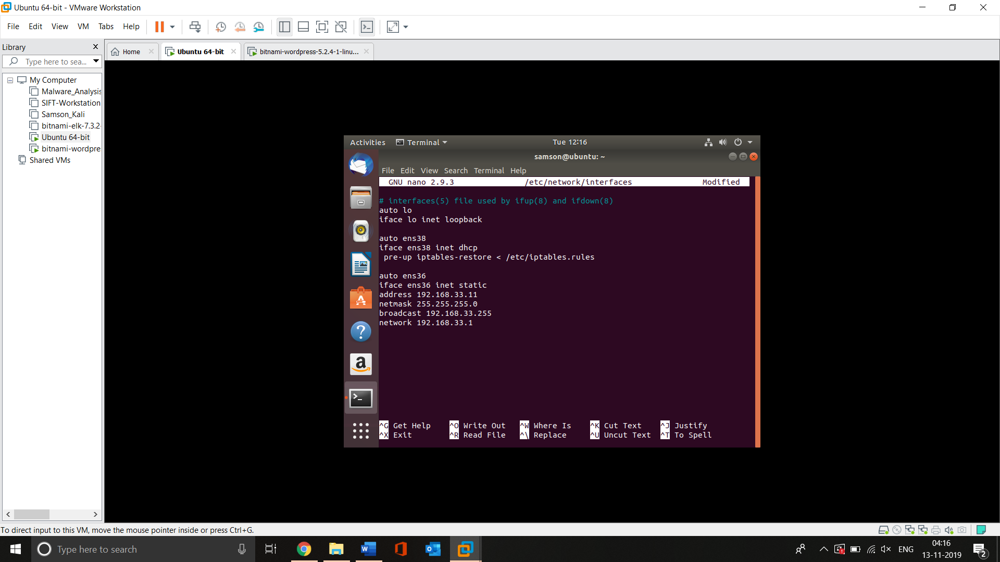 Ubuntu 64-bit - VMware Workstation
File Edit View VM Tabs Help
Library
Type here to sea...
Home
Ubuntu 64-bit
bitnami-wordpress-5.2.4-1-linu...
My Computer
Malware_Analysis
SIFT-Workstation
Samson_Kali
bitnami-elk-7.3.2-
Ubuntu 64-bit
bitnami-wordpre
Shared VMs
Activities Terminal Tue 12:16
samson@ubuntu: ~
File Edit View Search Terminal Help
GNU nano 2.9.3 /etc/network/interfaces Modified
# interfaces(5) file used by ifup(8) and ifdown(8)
auto lo
iface lo inet loopback
auto ens38
iface ens38 inet dhcp
pre-up iptables-restore < /etc/iptables.rules
auto ens36
iface ens36 inet static
address 192.168.33.11
netmask 255.255.255.0
broadcast 192.168.33.255
network 192.168.33.1
^G Get Help ^O Write Out ^W Where Is ^K Cut Text ^J Justify
^X Exit ^R Read File ^\ Replace ^U Uncut Text ^T To Spell
To direct input to this VM, move the mouse pointer inside or press Ctrl+G.
Type here to search
ENG
04:16
13-11-2019
2